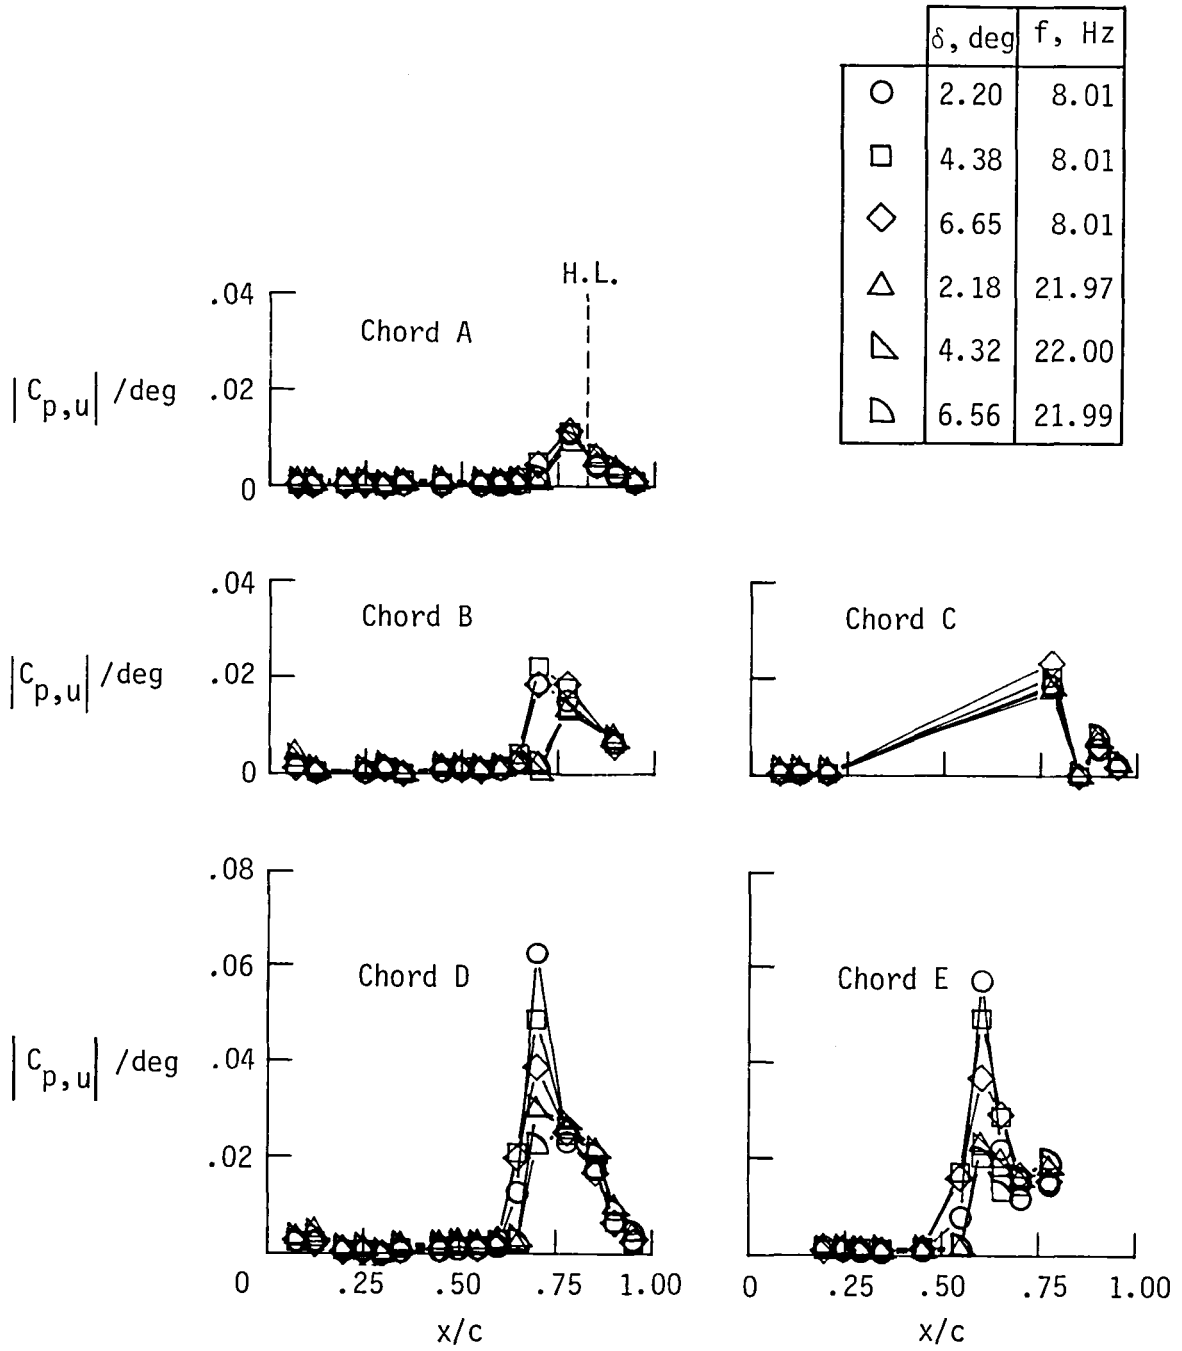 δ, deg f, Hz
2.20 8.01
4.38 8.01
6.65 8.01
2.18 21.97
4.32 22.00
6.56 21.99
H.L.
.04
Chord A
|Cp,u| /deg
.02
0
.04
Chord B
Chord C
|Cp,u| /deg
.02
0
.08
.06
Chord D
Chord E
|Cp,u| /deg
.04
.02
0 .25 .50 .75 1.00
0 .25 .50 .75 1.00
x/c
x/c